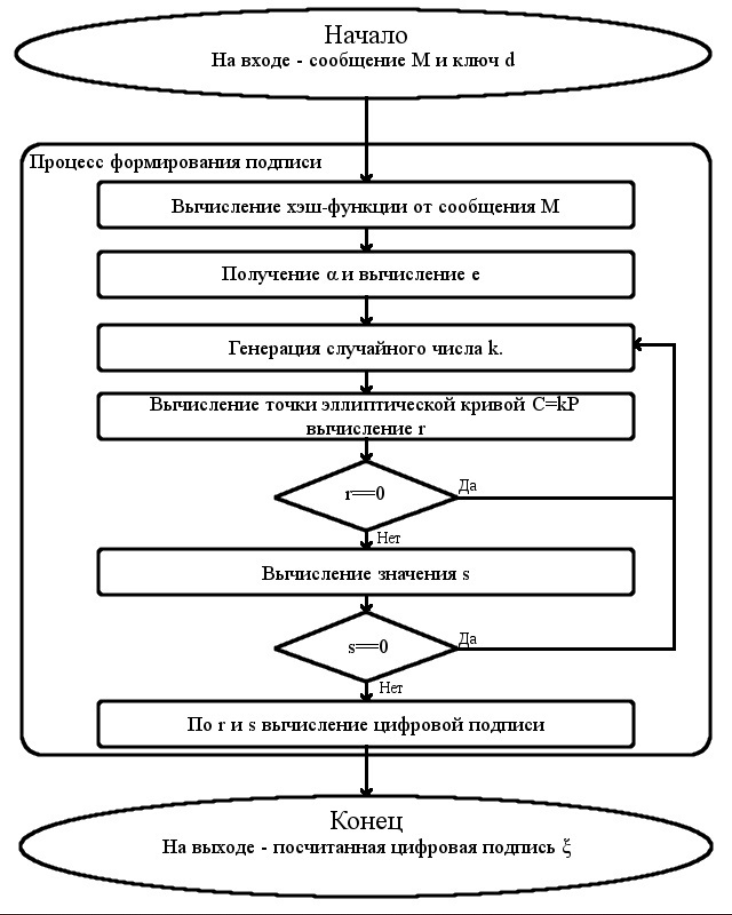 Начало
На входе - сообщение M и ключ d
Процесс формирования подписи
Вычисление хэш-функции от сообщения M
Получение α и вычисление e
Генерация случайного числа k.
Вычисление точки эллиптической кривой C=kP
вычисление r
r==0
Да
Нет
Вычисление значения s
s==0
Да
Нет
По r и s вычисление цифровой подписи
Конец
На выходе - посчитанная цифровая подпись ξ